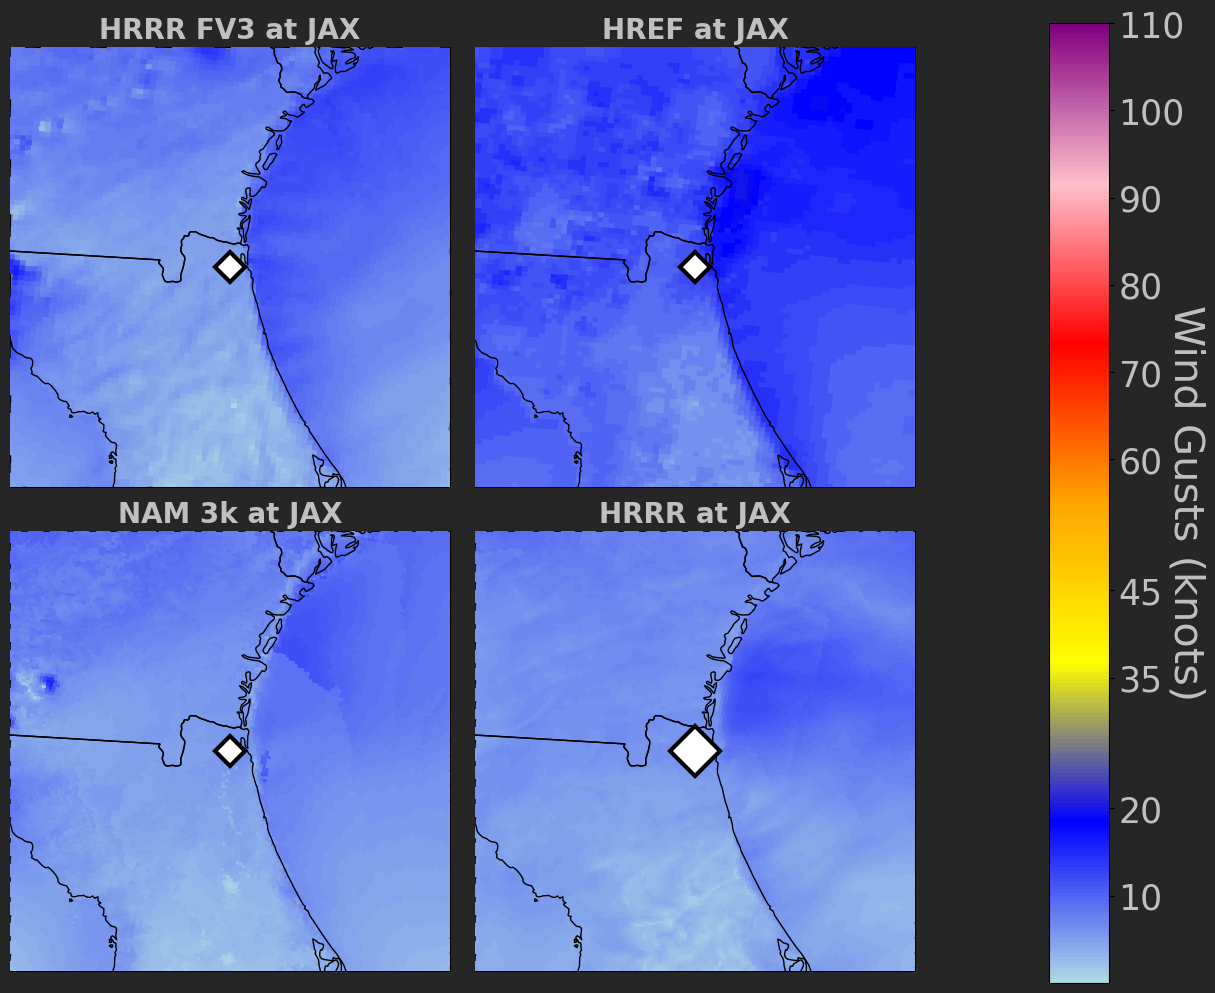 HRRR FV3 at JAX
HREF at JAX
NAM 3k at JAX
HRRR at JAX
110
100
90
80
70
60
45
35
20
10
Wind Gusts (knots)